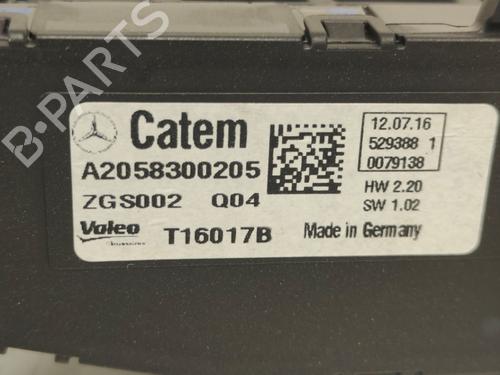 B-PARTS
Catem
A2058300205
ZGS002 Q04
Valeo
T16017B
12.07.16
529388 1
0079138
HW 2.20
SW 1.02
Made in Germany